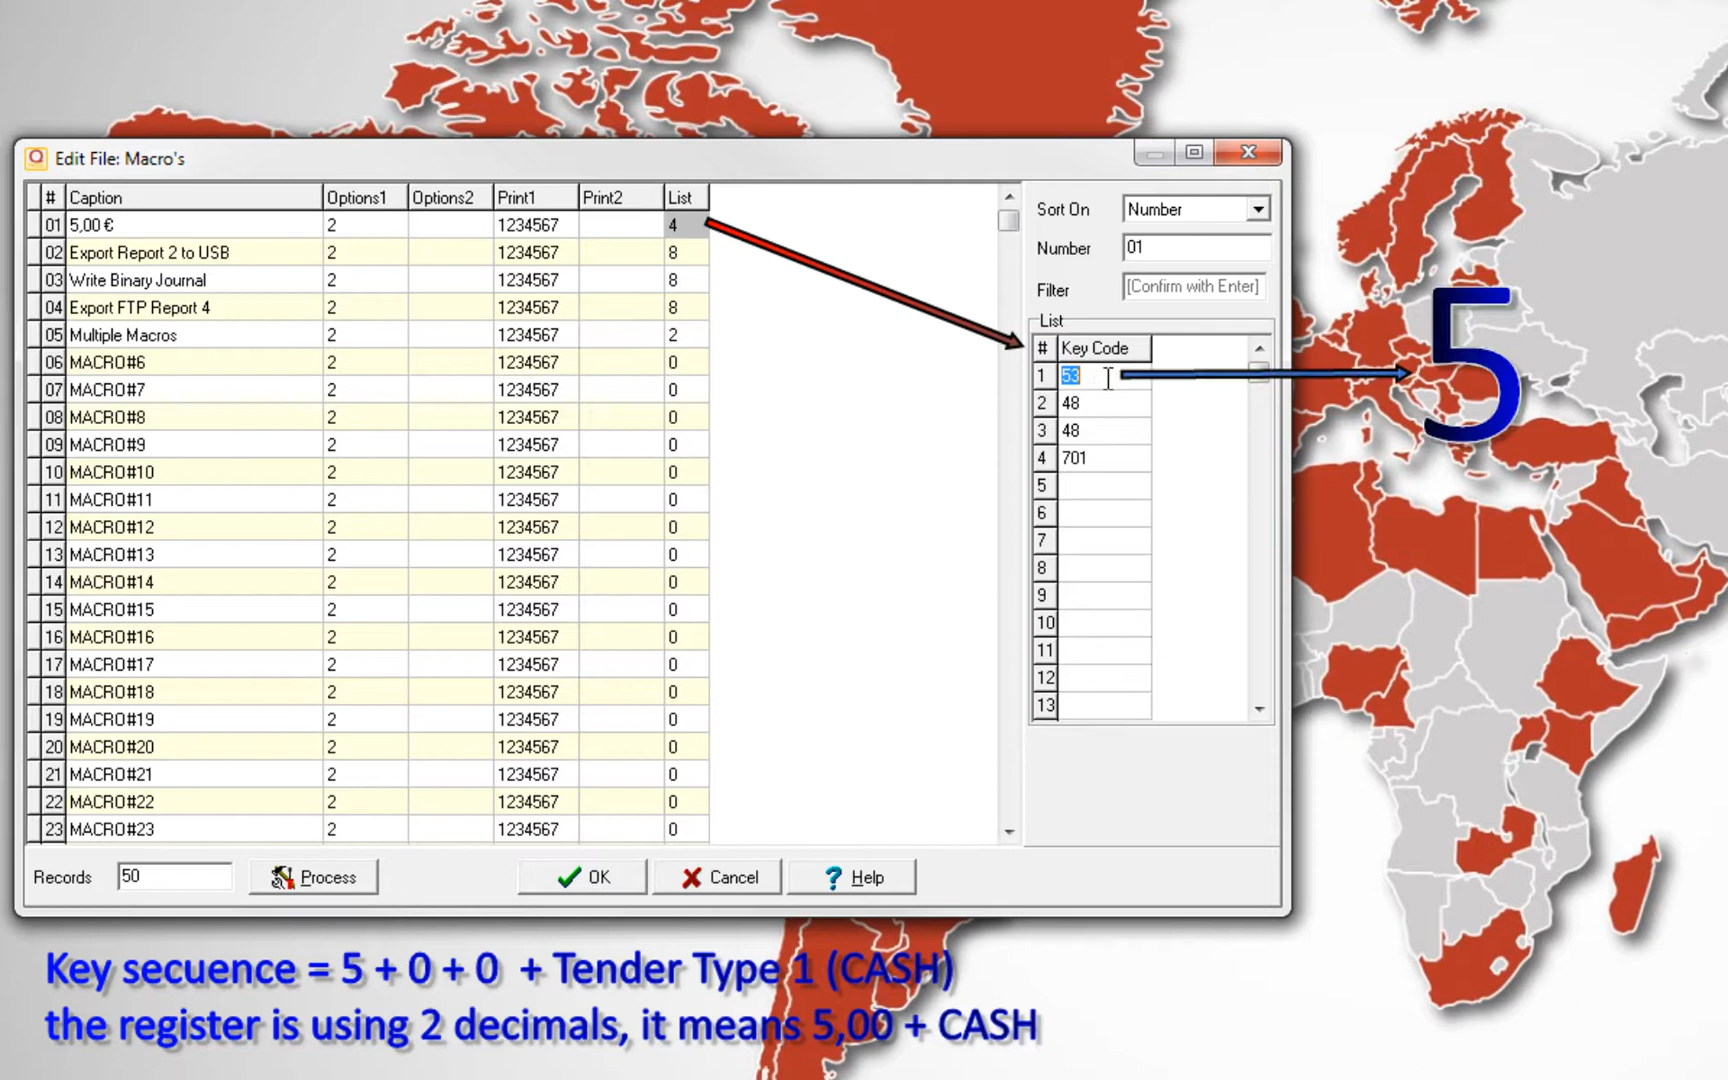 Edit File: Macro's
# Caption Options1 Options2 Print1 Print2 List
01 5,00 € 2 1234567 4
02 Export Report 2 to USB 2 1234567 8
03 Write Binary Journal 2 1234567 8
04 Export FTP Report 4 2 1234567 8
05 Multiple Macros 2 1234567 2
06 MACRO#6 2 1234567 0
07 MACRO#7 2 1234567 0
08 MACRO#8 2 1234567 0
09 MACRO#9 2 1234567 0
10 MACRO#10 2 1234567 0
11 MACRO#11 2 1234567 0
12 MACRO#12 2 1234567 0
13 MACRO#13 2 1234567 0
14 MACRO#14 2 1234567 0
15 MACRO#15 2 1234567 0
16 MACRO#16 2 1234567 0
17 MACRO#17 2 1234567 0
18 MACRO#18 2 1234567 0
19 MACRO#19 2 1234567 0
20 MACRO#20 2 1234567 0
21 MACRO#21 2 1234567 0
22 MACRO#22 2 1234567 0
23 MACRO#23 2 1234567 0
Sort On Number
Number 01
Filter [Confirm with Enter]
List
# Key Code
1 53
2 48
3 48
4 701
5
6
7
8
9
10
11
12
13
5
Records 50 Process OK Cancel Help
Key secuence = 5 + 0 + 0 + Tender Type 1 (CASH)
the register is using 2 decimals, it means 5,00 + CASH